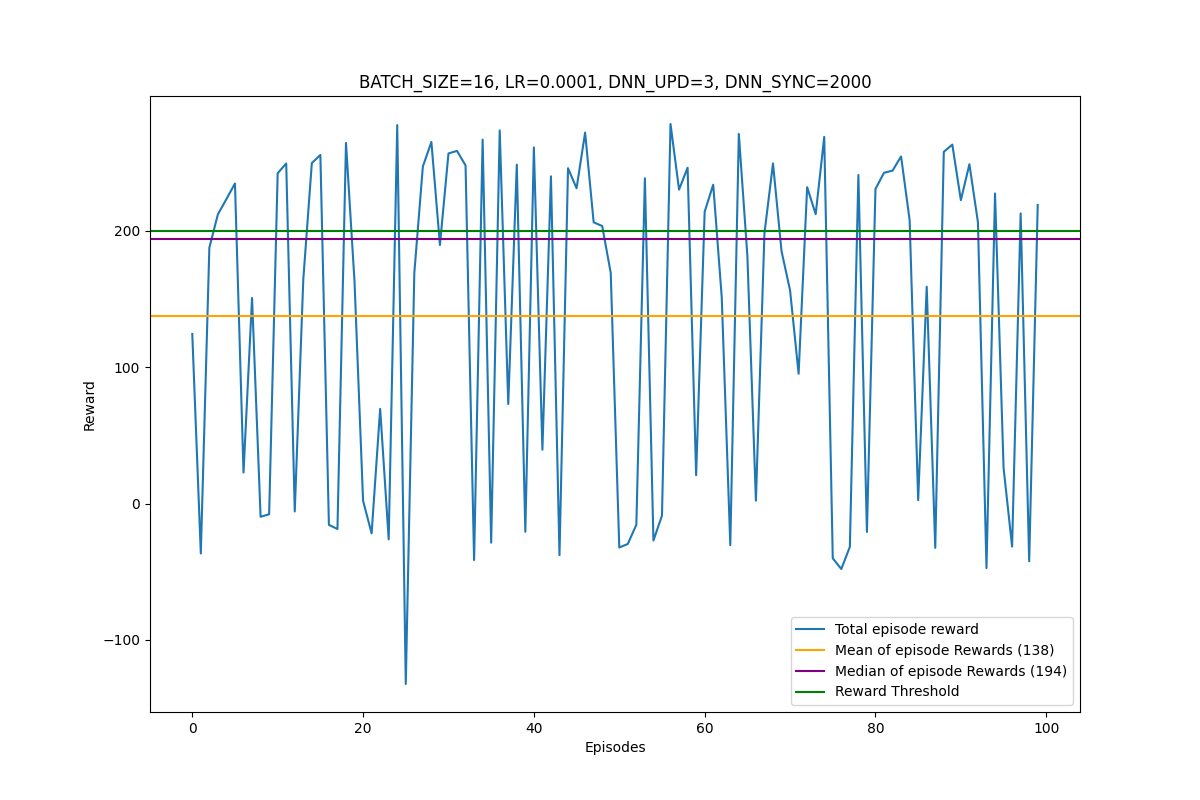 BATCH_SIZE=16, LR=0.0001, DNN_UPD=3, DNN_SYNC=2000
200
100
0
−100
Reward
Total episode reward
Mean of episode Rewards (138)
Median of episode Rewards (194)
Reward Threshold
0 20 40 60 80 100
Episodes